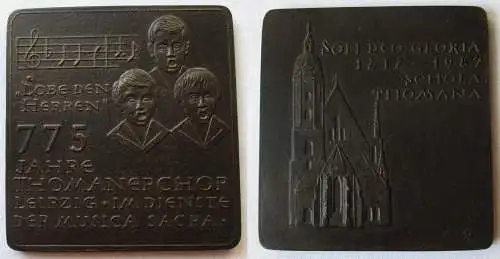 "LOBE DEN
HERREN"
775
JAHRE
THOMANERCHOR
LEIPZIG · IM DIENSTE
DER MUSICA SACRA ·
SOLI DEO GLORIA
1212 - 1987
SCHOLA
THOMANA